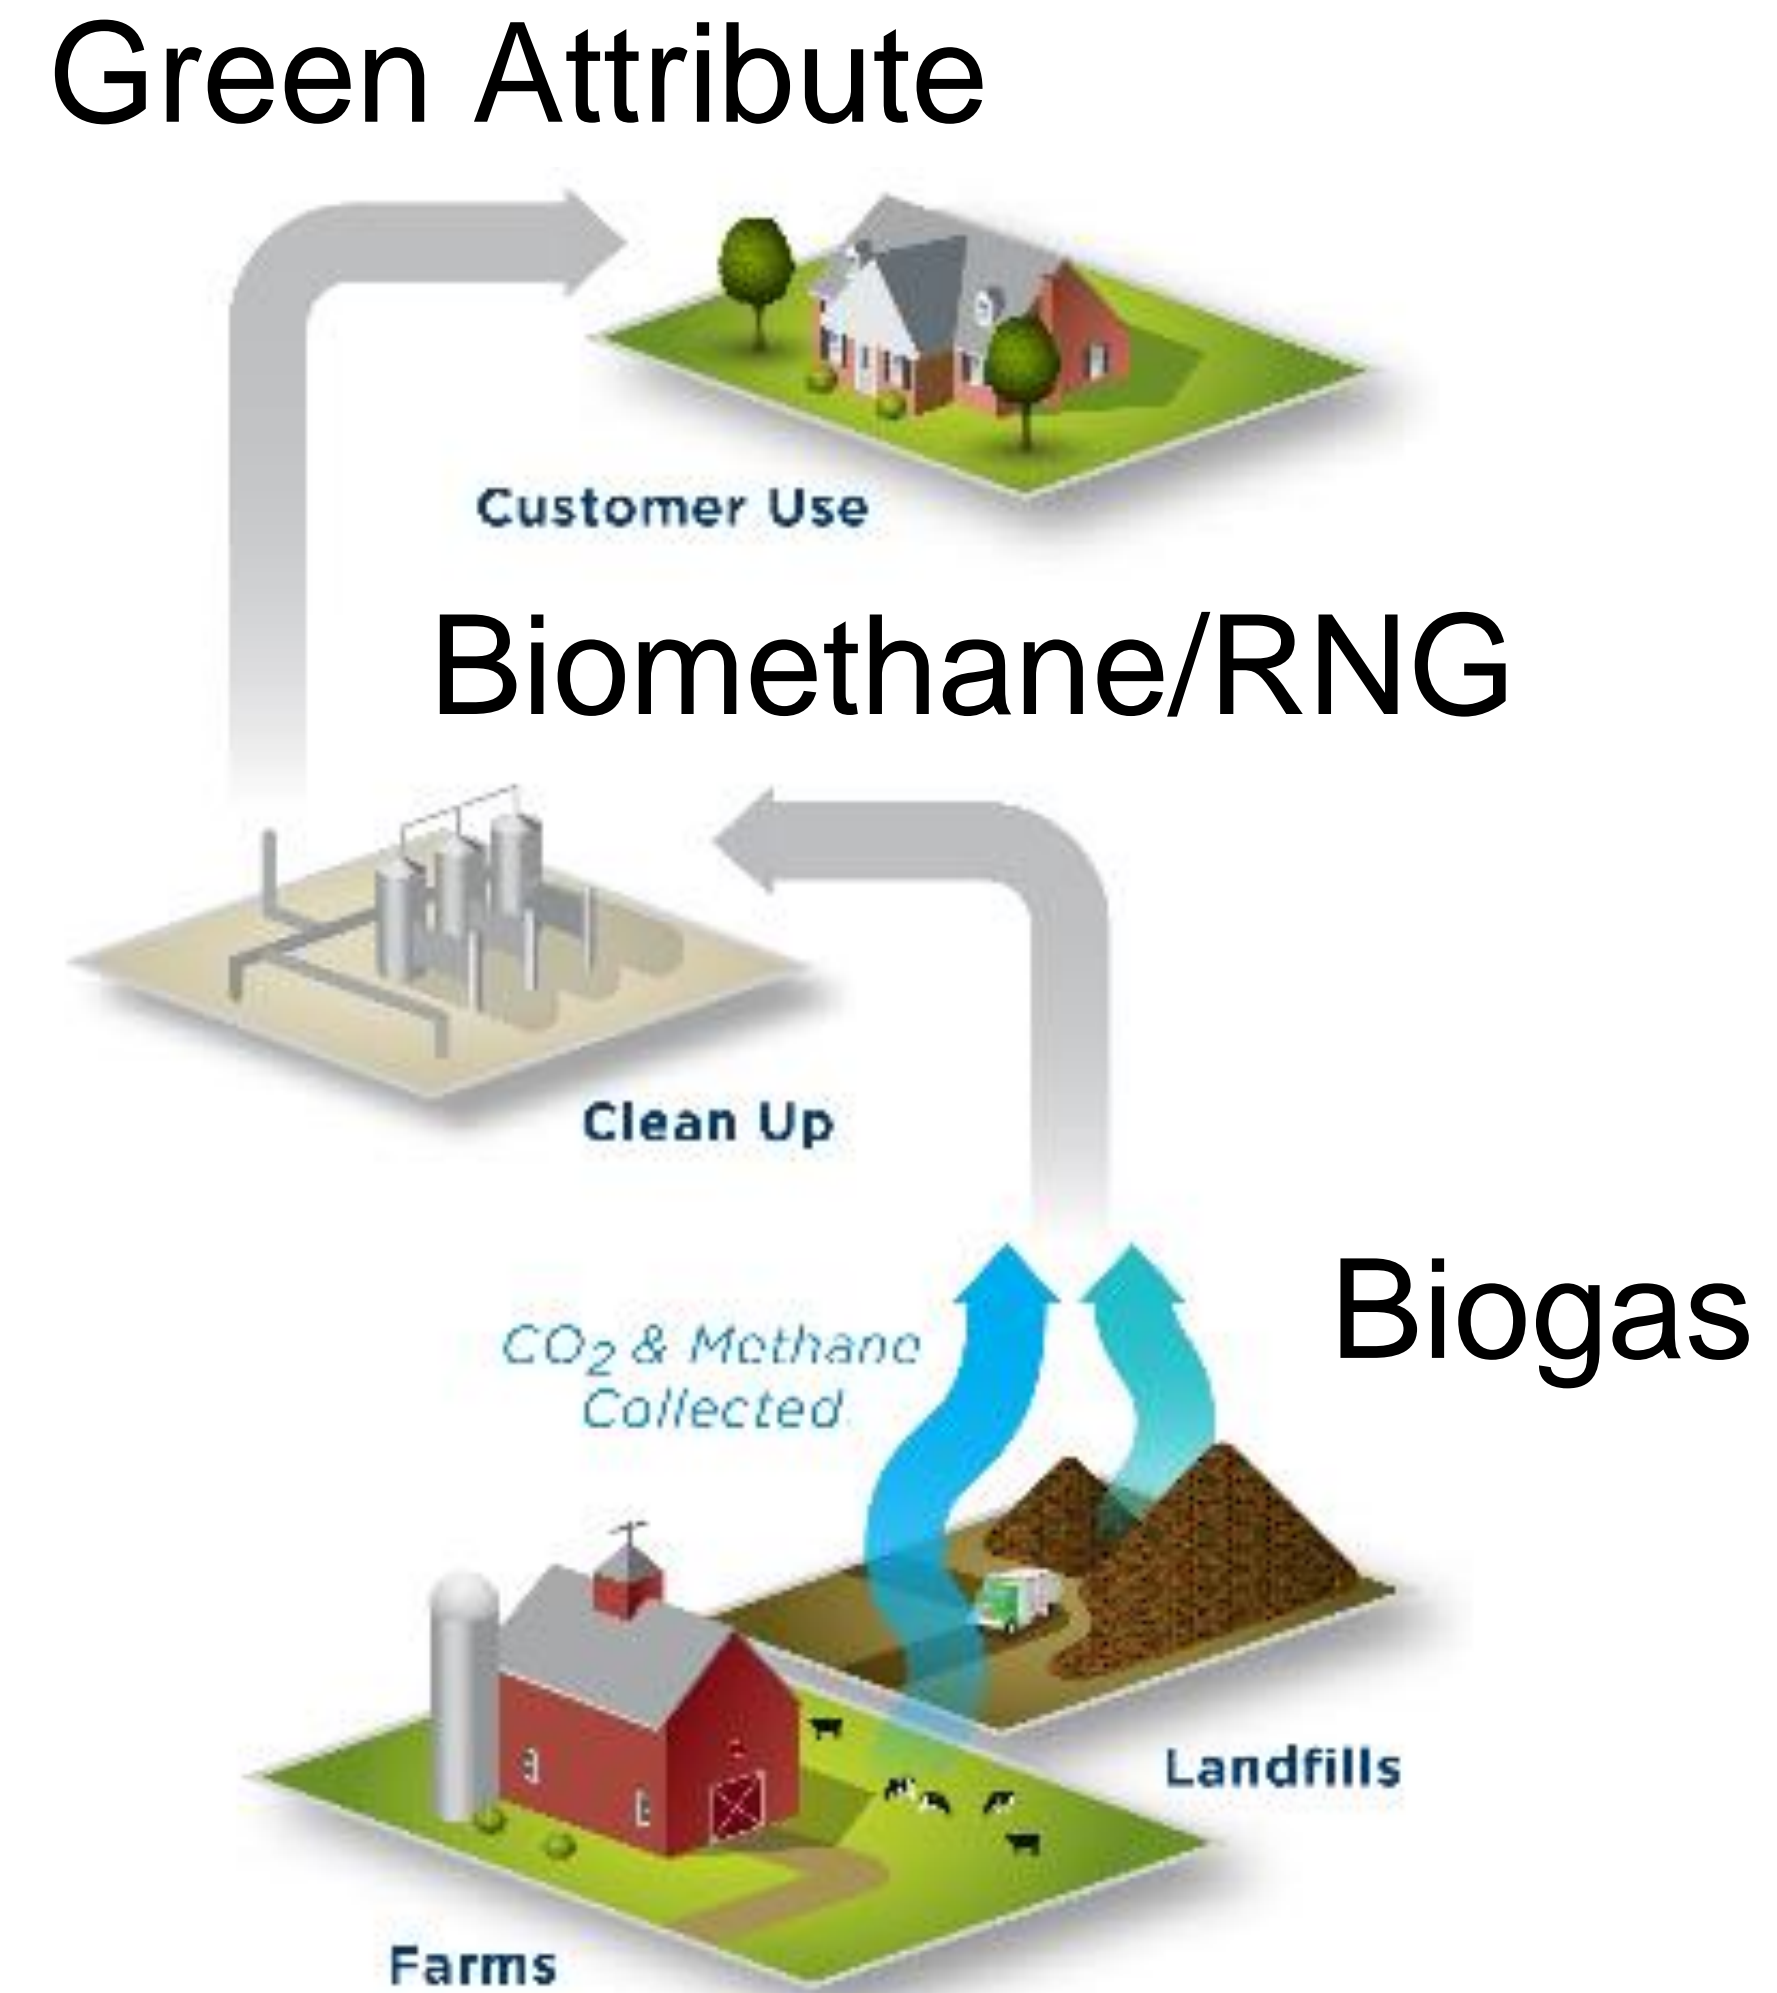 Green Attribute
Customer Use
Biomethane/RNG
Clean Up
Biogas
CO₂ & Methane
Collected
Landfills
Farms